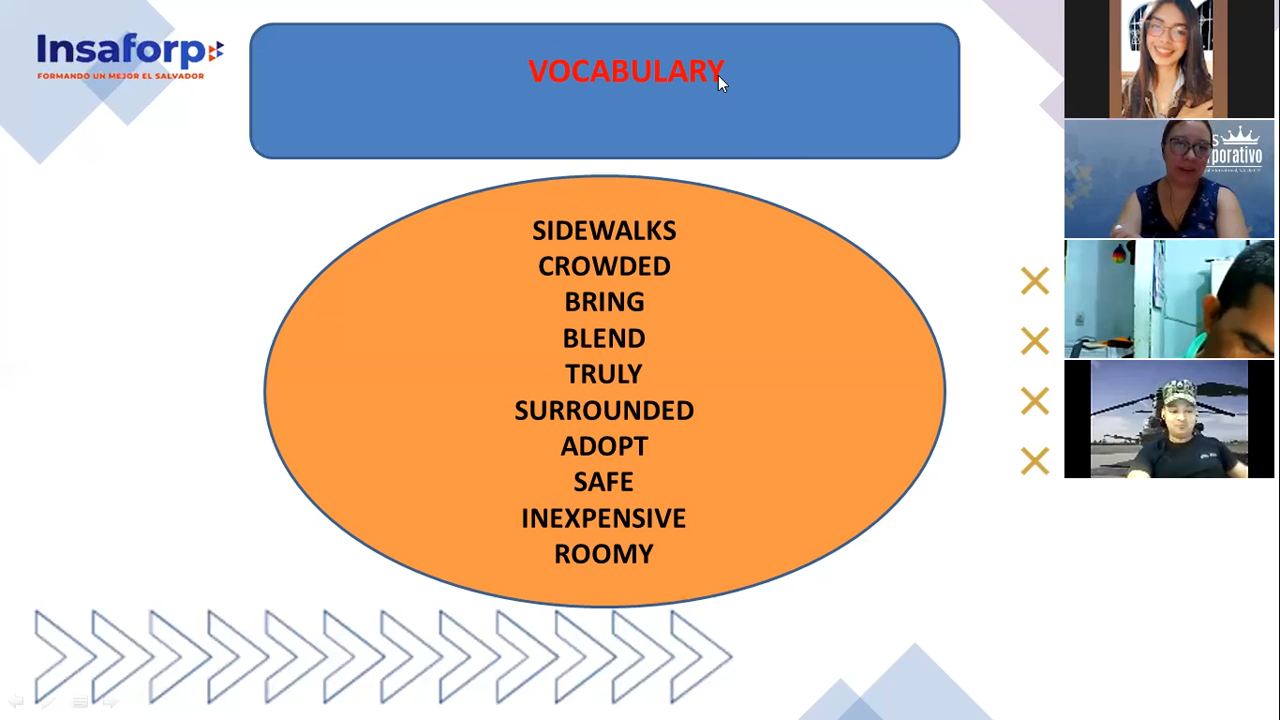 Insaforp
FORMANDO UN MEJOR EL SALVADOR
VOCABULARY
SIDEWALKS
CROWDED
BRING
BLEND
TRULY
SURROUNDED
ADOPT
SAFE
INEXPENSIVE
ROOMY